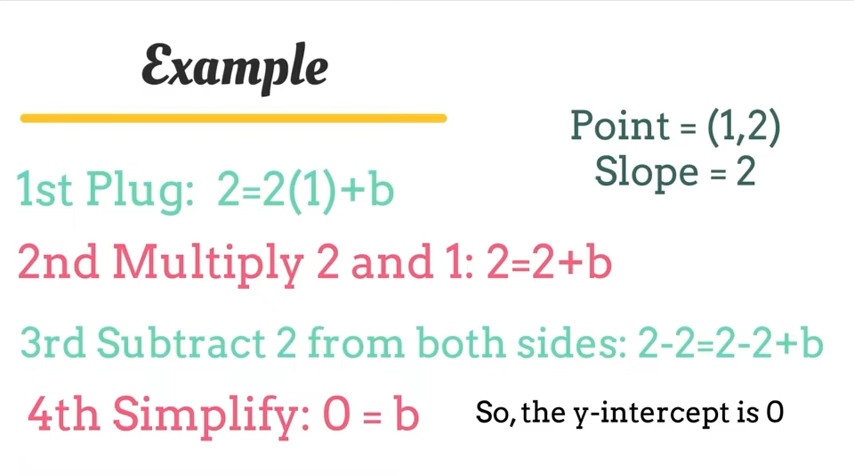 Example
Point = (1,2)
Slope = 2
1st Plug: 2=2(1)+b
2nd Multiply 2 and 1: 2=2+b
3rd Subtract 2 from both sides: 2-2=2-2+b
4th Simplify: 0 = b
So, the y-intercept is 0